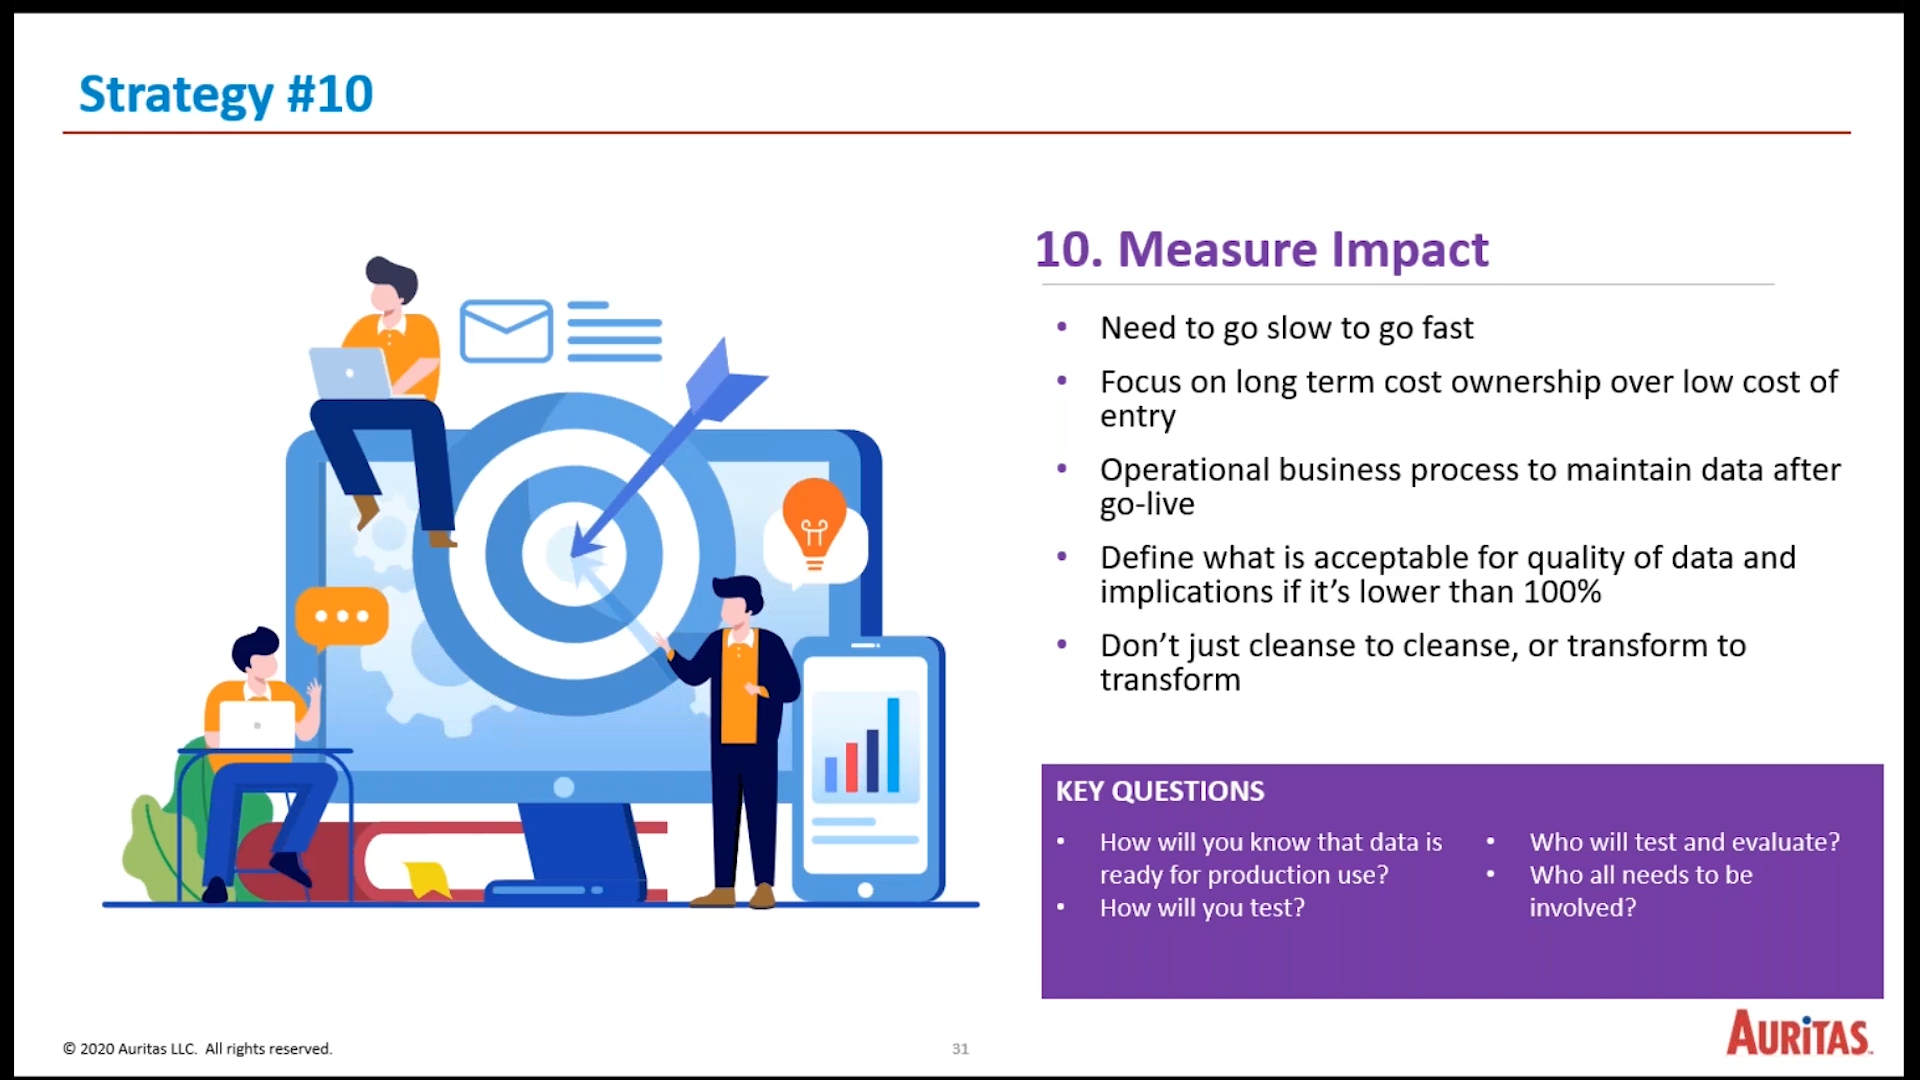 Strategy #10
10. Measure Impact
• Need to go slow to go fast
• Focus on long term cost ownership over low cost of
entry
• Operational business process to maintain data after
go-live
• Define what is acceptable for quality of data and
implications if it’s lower than 100%
• Don’t just cleanse to cleanse, or transform to
transform
KEY QUESTIONS
• How will you know that data is
ready for production use?
• How will you test?
• Who will test and evaluate?
• Who all needs to be
involved?
© 2020 Auritas LLC. All rights reserved.
31
AURiTAS™